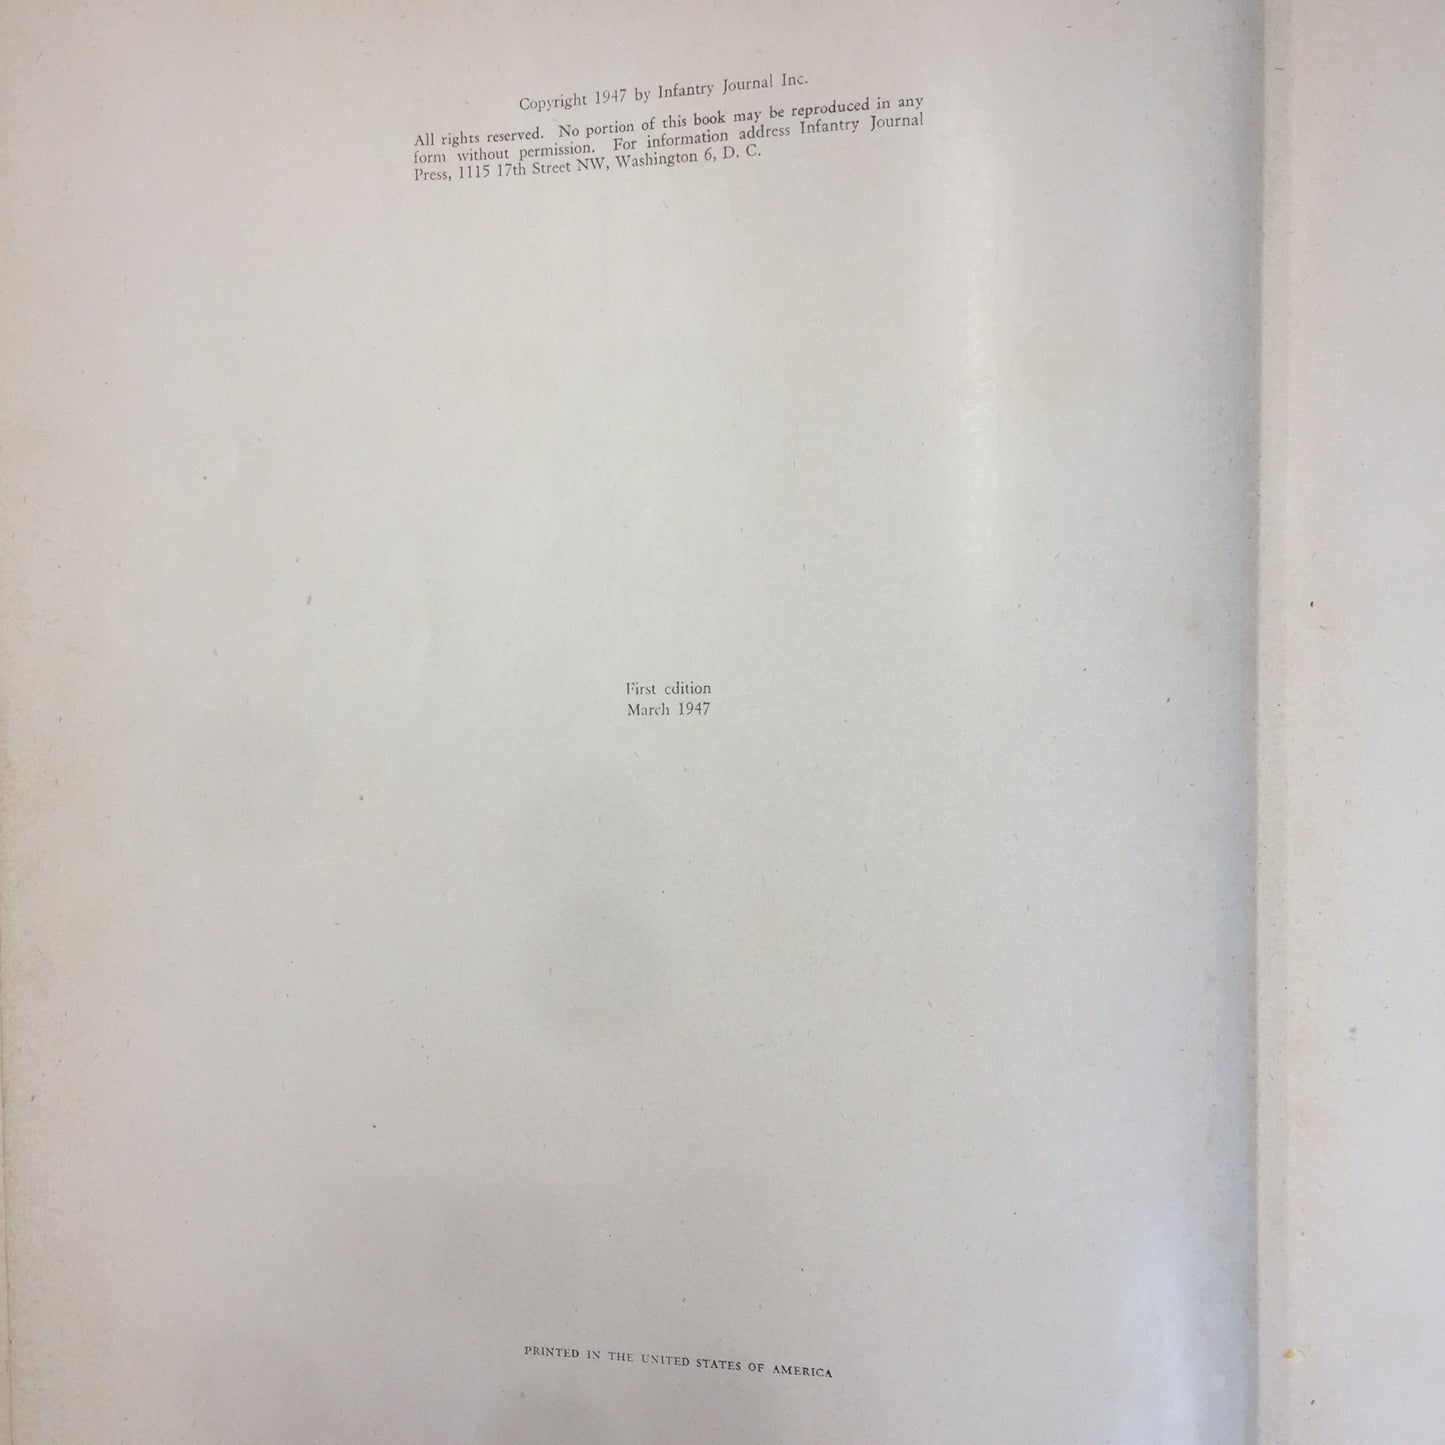 Copyright 1947 by Infantry Journal Inc.
All rights reserved. No portion of this book may be reproduced in any
form without permission. For information address Infantry Journal
Press, 1115 17th Street NW, Washington 6, D. C.
First edition
March 1947
PRINTED IN THE UNITED STATES OF AMERICA